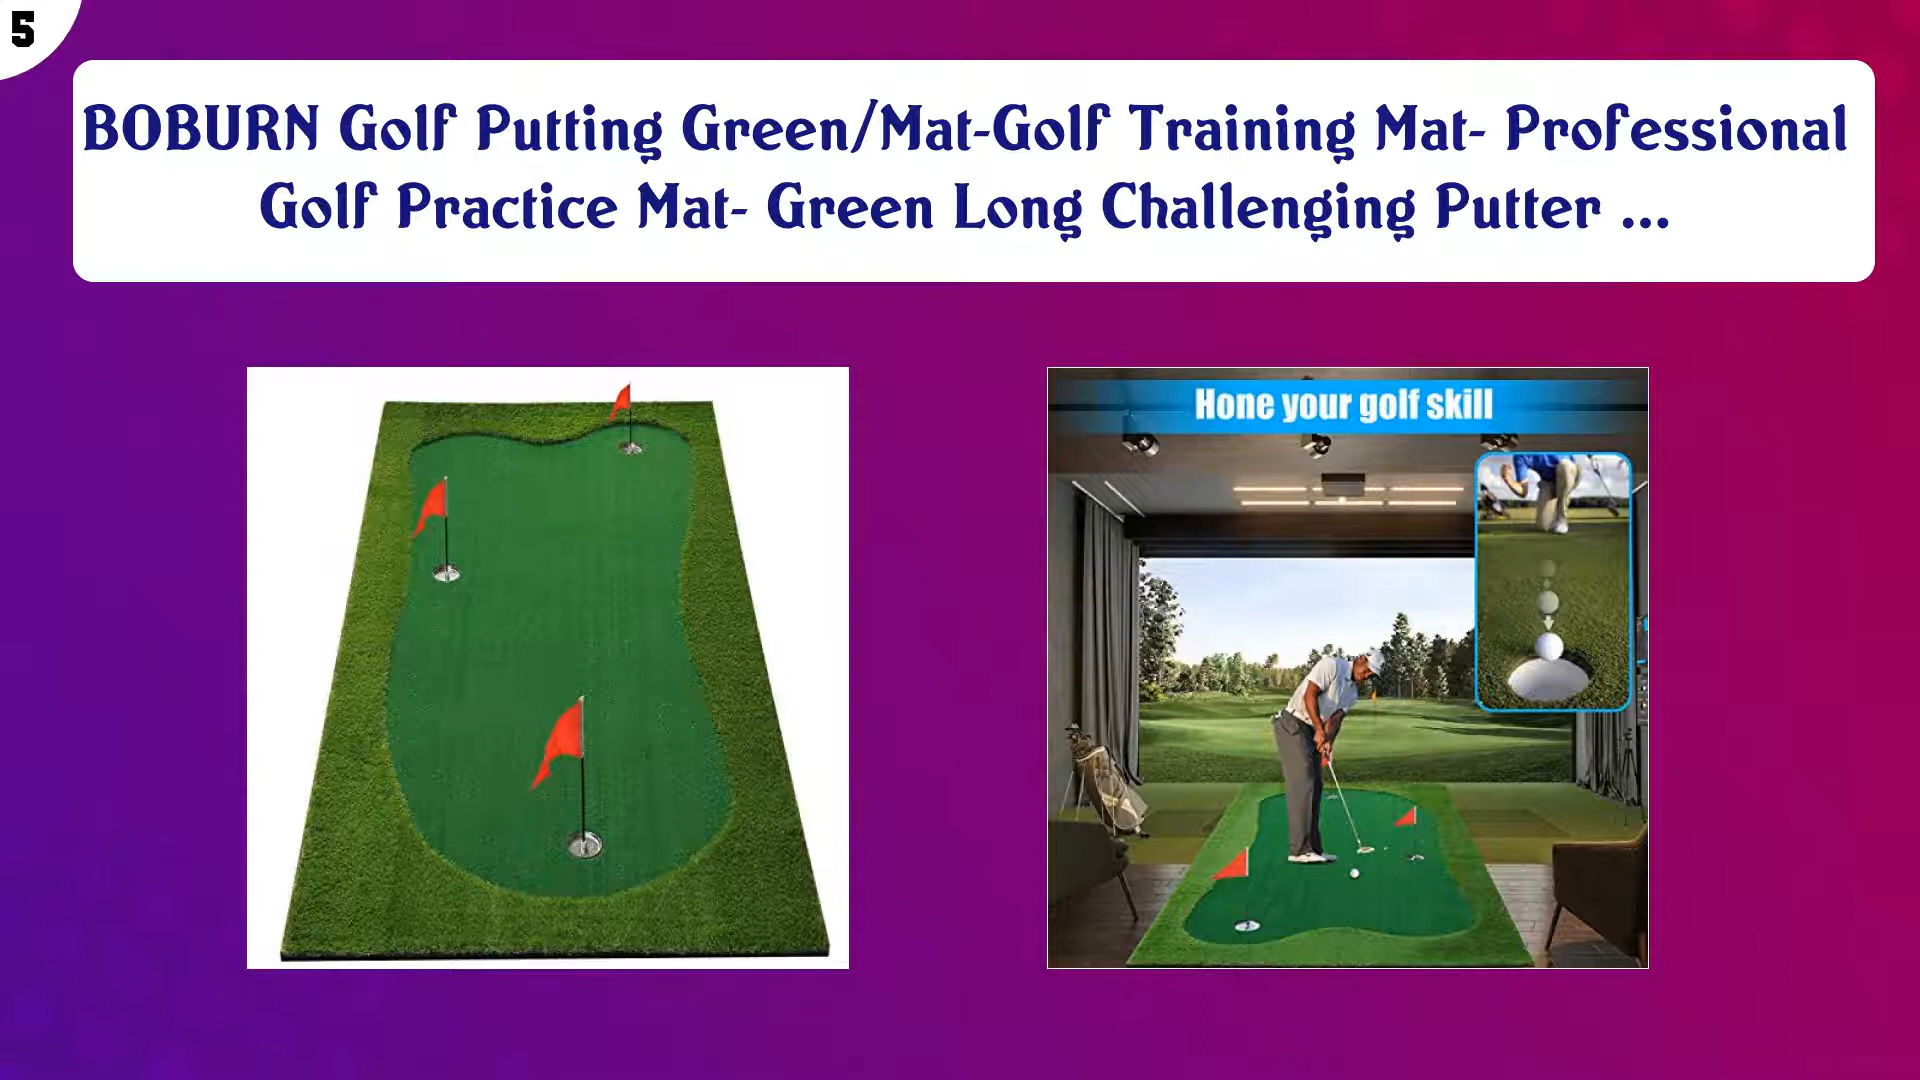 5
BOBURN Golf Putting Green/Mat-Golf Training Mat- Professional
Golf Practice Mat- Green Long Challenging Putter ...
Hone your golf skill